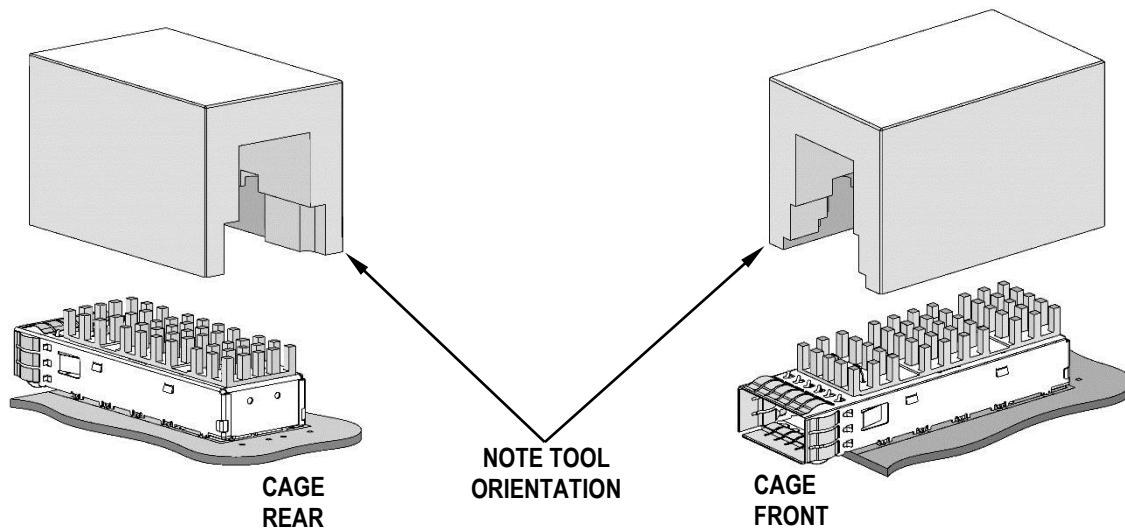 CAGE
REAR
NOTE TOOL
ORIENTATION
CAGE
FRONT